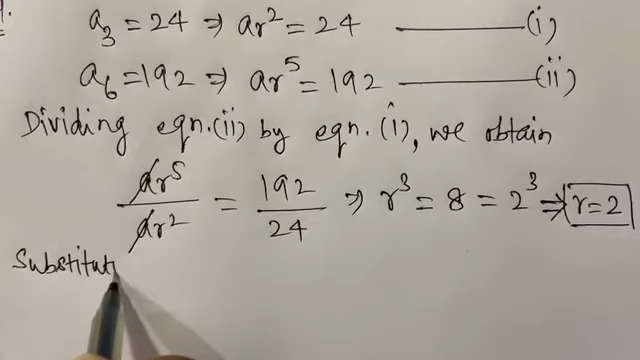 a₃ = 24 ⇒ ar² = 24 ——— (i)
a₆ = 192 ⇒ ar⁵ = 192 ——— (ii)
Dividing eqn.(ii) by eqn.(i), we obtain
ar⁵/ar² = 192/24 ⇒ r³ = 8 = 2³ ⇒ r = 2
Substitut